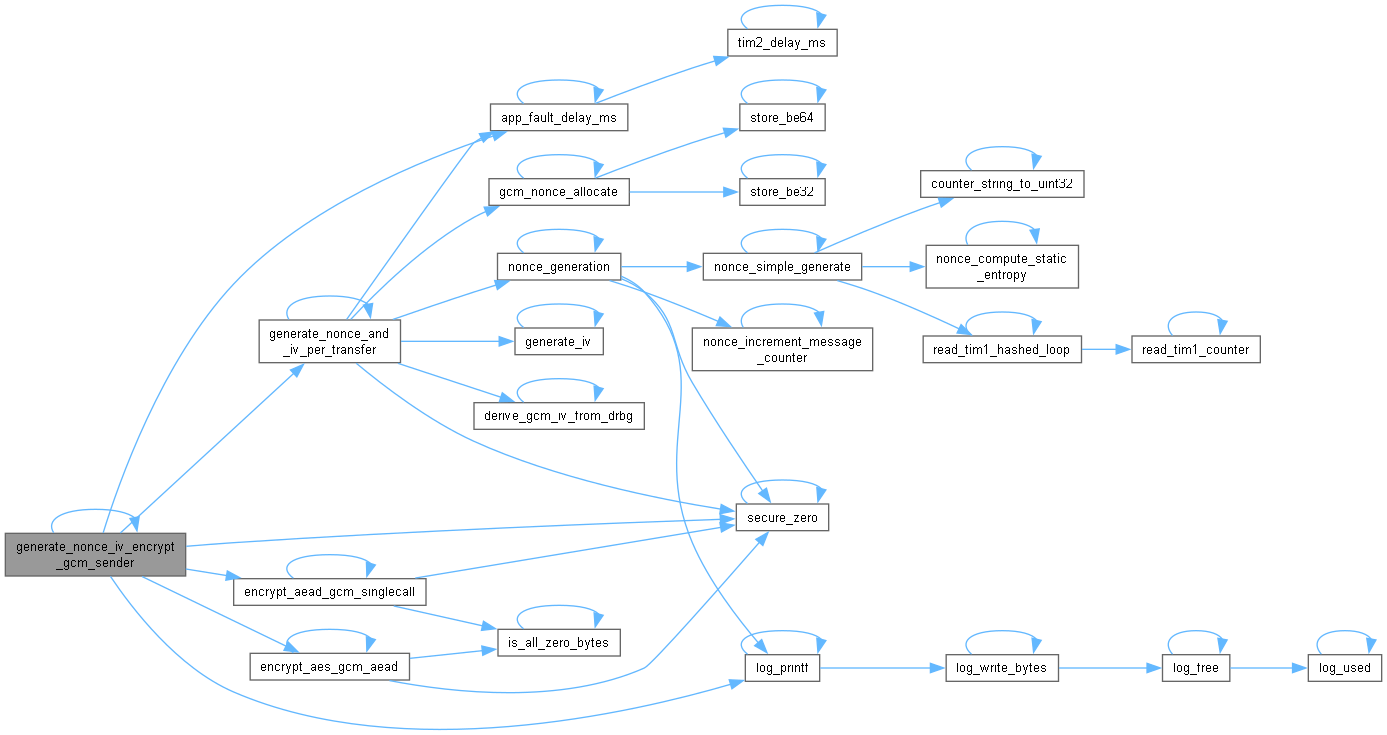 tim2_delay_ms
app_fault_delay_ms
store_be64
gcm_nonce_allocate
store_be32
counter_string_to_uint32
nonce_generation
nonce_simple_generate
nonce_compute_static
_entropy
generate_nonce_and
_iv_per_transfer
generate_iv
nonce_increment_message
_counter
read_tim1_hashed_loop
read_tim1_counter
derive_gcm_iv_from_drbg
secure_zero
generate_nonce_iv_encrypt
_gcm_sender
encrypt_aead_gcm_singlecall
is_all_zero_bytes
encrypt_aes_gcm_aead
log_printf
log_write_bytes
log_free
log_used